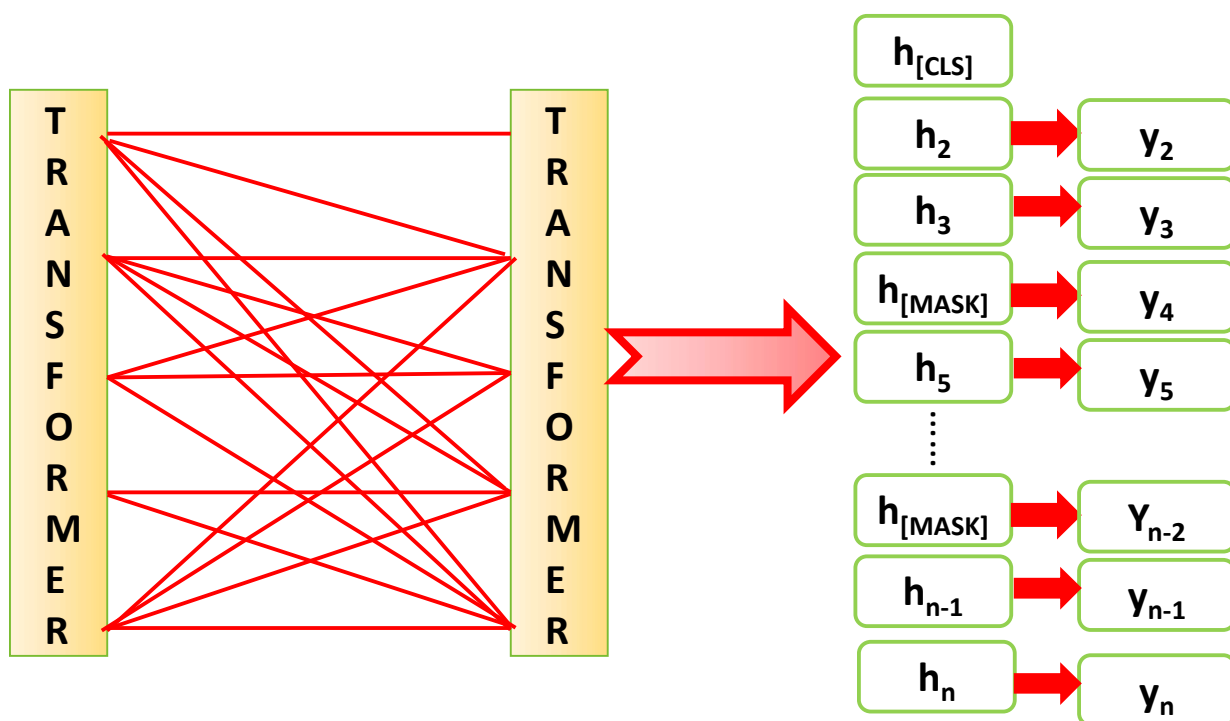 TRANSFORMER
TRANSFORMER
h[CLS]
h2 y2
h3 y3
h[MASK] y4
h5 y5
......
h[MASK] Yn-2
hn-1 yn-1
hn yn